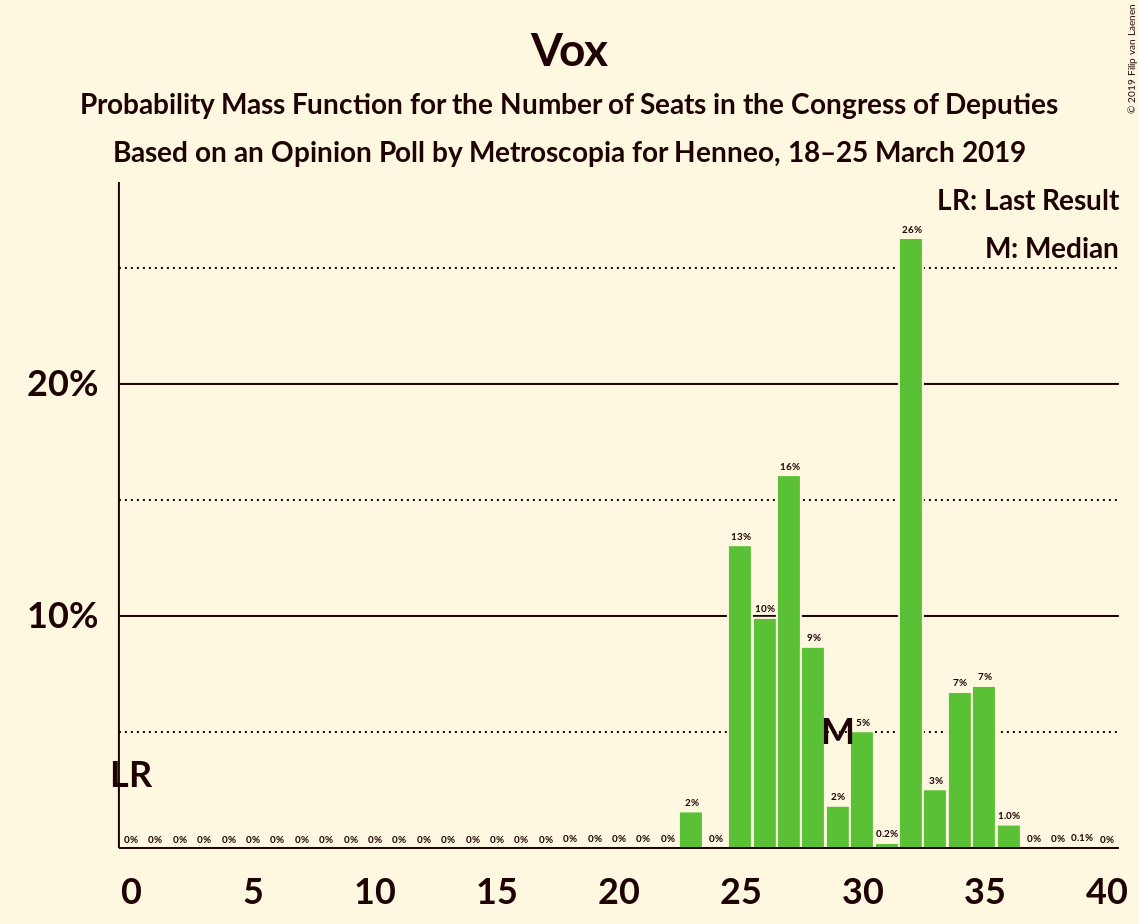 Vox
Probability Mass Function for the Number of Seats in the Congress of Deputies
Based on an Opinion Poll by Metroscopia for Henneo, 18–25 March 2019
© 2019 Filip van Laenen
LR: Last Result
M: Median
20%
10%
LR
M
0% 0% 0% 0% 0% 0% 0% 0% 0% 0% 0% 0% 0% 0% 0% 0% 0% 0% 0% 0% 0% 0% 0% 2% 0% 13% 10% 16% 9% 2% 5% 0.2% 26% 3% 7% 7% 1.0% 0% 0% 0.1% 0%
0 5 10 15 20 25 30 35 40